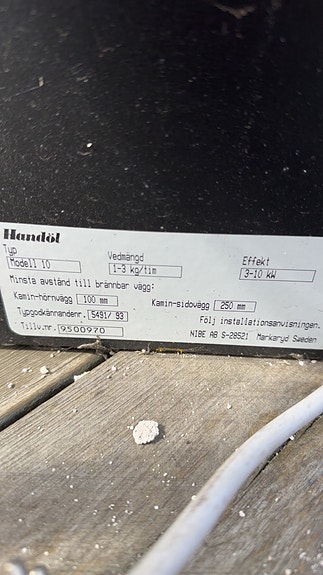 Handöl
Typ Vedmängd Effekt
Modell 10 1-3 kg/tim 3-10 kW
Minsta avstånd till brännbar vägg:
Kamin-hörnvägg 100 mm Kamin-sidovägg 250 mm
Typgodkännandenr. 5491/ 93 Följ installationsanvisningen.
Tillv.nr. 9500970 NIBE AB S-28521 Markaryd Sweden